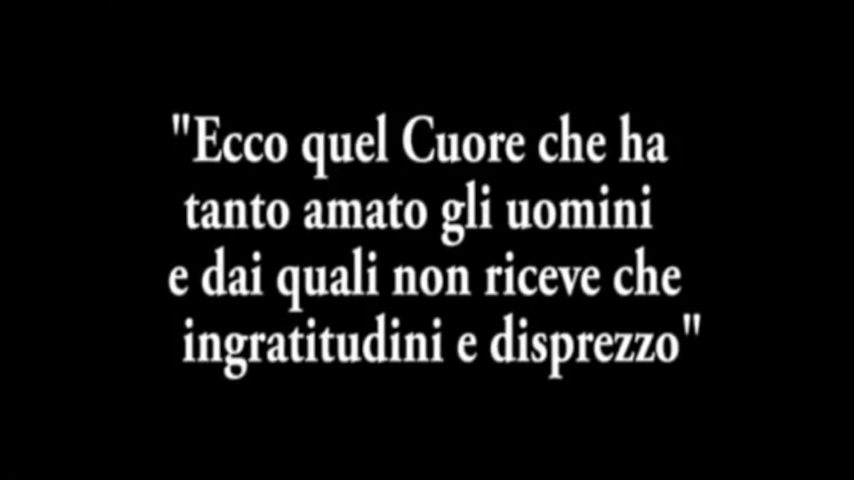 "Ecco quel Cuore che ha
tanto amato gli uomini
e dai quali non riceve che
ingratitudini e disprezzo"